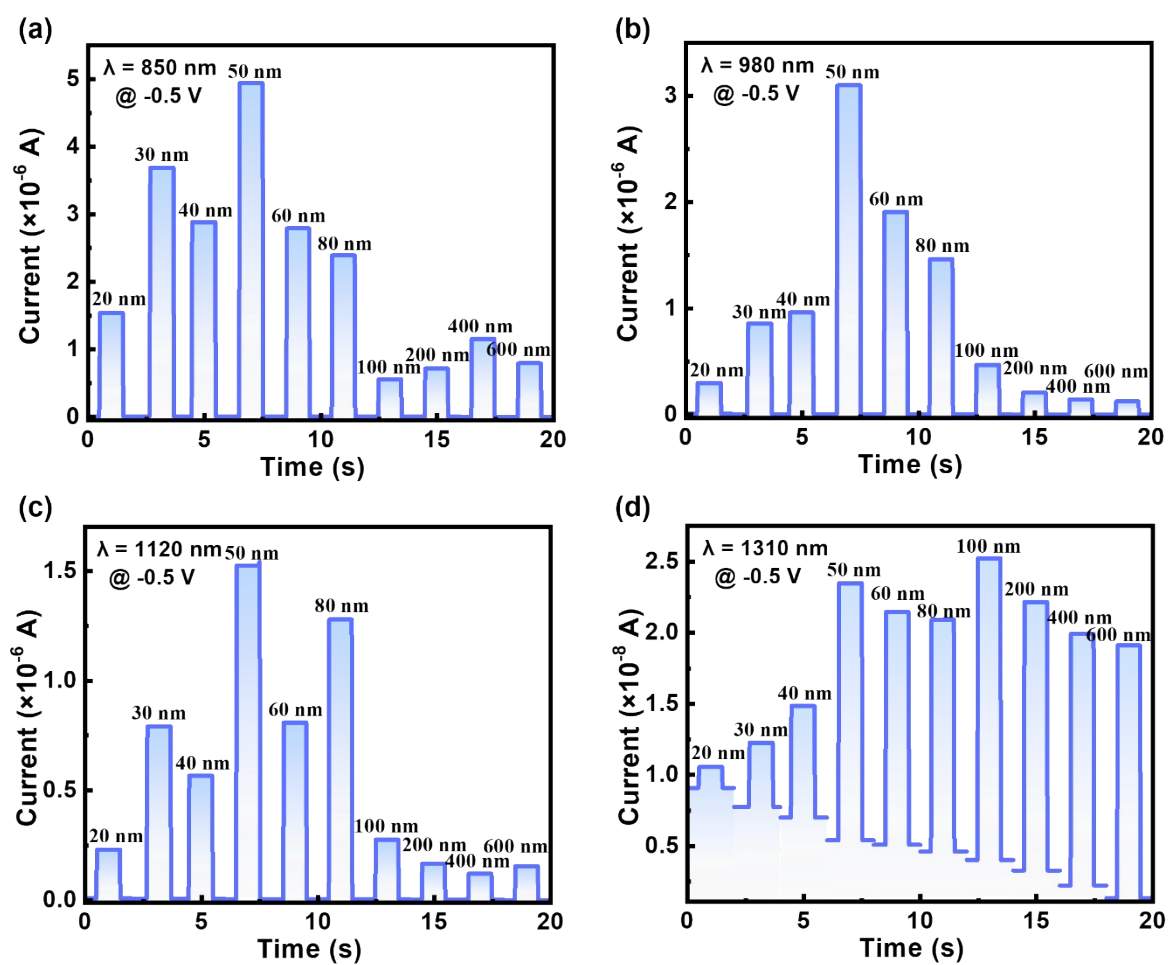 (a)
λ = 850 nm
@ -0.5 V
20 nm
30 nm
40 nm
50 nm
60 nm
80 nm
100 nm
200 nm
400 nm
600 nm
5
4
3
2
1
0
Current (×10⁻⁶ A)
0 5 10 15 20
Time (s)
(b)
λ = 980 nm
@ -0.5 V
20 nm
30 nm
40 nm
50 nm
60 nm
80 nm
100 nm
200 nm
400 nm
600 nm
3
2
1
0
Current (×10⁻⁶ A)
0 5 10 15 20
Time (s)
(c)
λ = 1120 nm
@ -0.5 V
20 nm
30 nm
40 nm
50 nm
60 nm
80 nm
100 nm
200 nm
400 nm
600 nm
1.5
1.0
0.5
0.0
Current (×10⁻⁶ A)
0 5 10 15 20
Time (s)
(d)
λ = 1310 nm
@ -0.5 V
20 nm
30 nm
40 nm
50 nm
60 nm
80 nm
100 nm
200 nm
400 nm
600 nm
2.5
2.0
1.5
1.0
0.5
Current (×10⁻⁸ A)
0 5 10 15 20
Time (s)